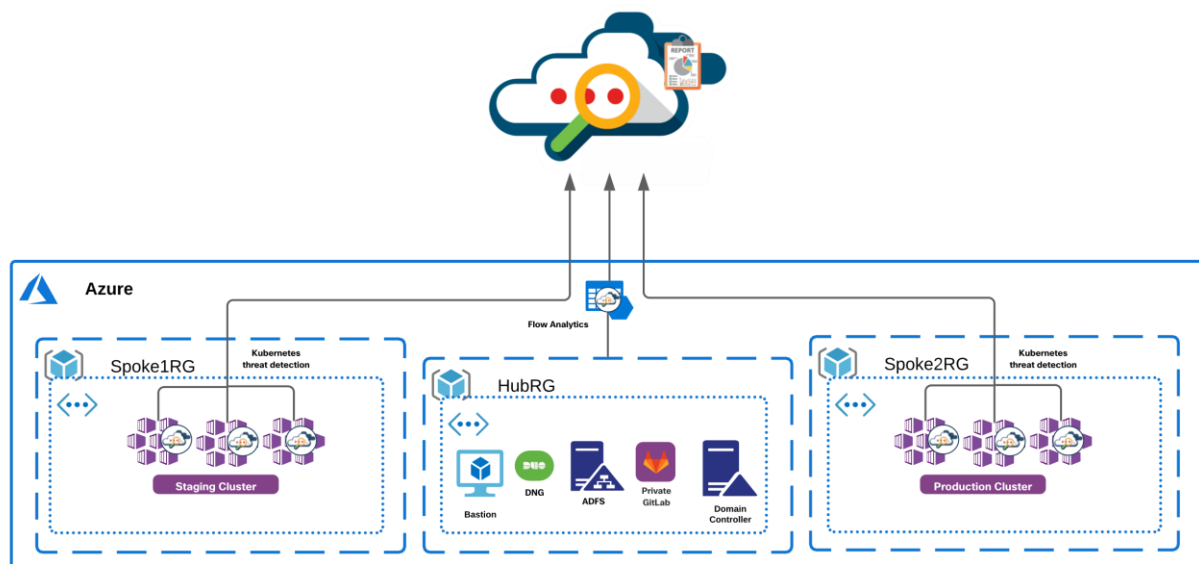 REPORT
Azure
Flow Analytics
Spoke1RG
Kubernetes
threat detection
Staging Cluster
HubRG
Bastion
DUO
DNG
ADFS
Private
GitLab
Domain
Controller
Spoke2RG
Kubernetes
threat detection
Production Cluster